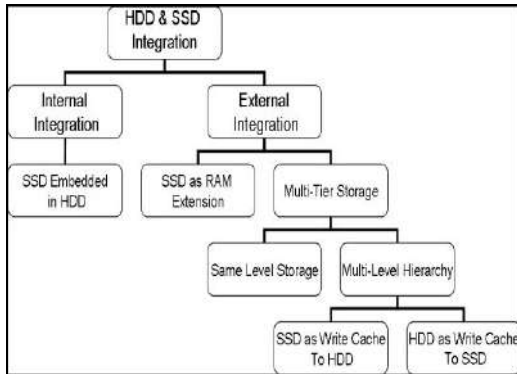 HDD & SSD
Integration
Internal
Integration
External
Integration
SSD Embedded
in HDD
SSD as RAM
Extension
Multi-Tier Storage
Same Level Storage
Multi-Level Hierarchy
SSD as Write Cache
To HDD
HDD as Write Cache
To SSD